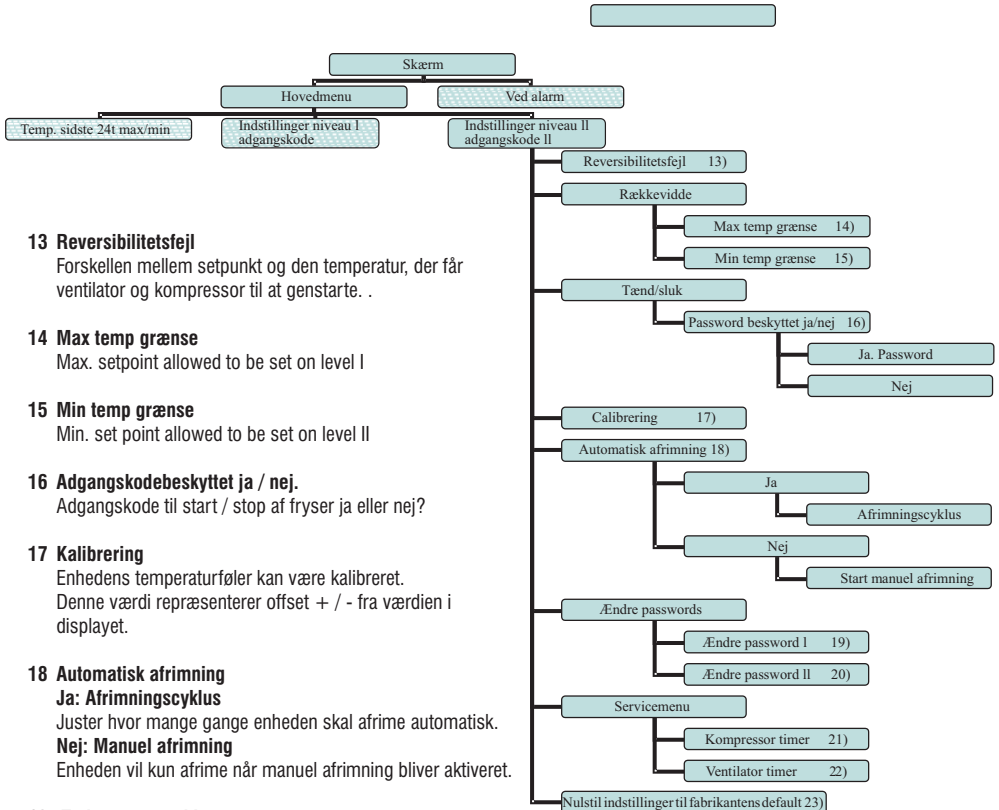 Skærm
Hovedmenu
Ved alarm
Temp. sidste 24t max/min
Indstillinger niveau l
adgangskode
Indstillinger niveau ll
adgangskode ll
Reversibilitetsfejl 13)
Rækkevidde
Max temp grænse 14)
Min temp grænse 15)
Tænd/sluk
Password beskyttet ja/nej 16)
Ja. Password
Nej
Calibrering 17)
Automatisk afrimning 18)
Ja
Afrimningscyklus
Nej
Start manuel afrimning
Ændre passwords
Ændre password l 19)
Ændre password ll 20)
Servicemenu
Kompressor timer 21)
Ventilator timer 22)
Nulstil indstillinger til fabrikantens default 23)
13 Reversibilitetsfejl
Forskellen mellem setpunkt og den temperatur, der får
ventilator og kompressor til at genstarte. .
14 Max temp grænse
Max. setpoint allowed to be set on level I
15 Min temp grænse
Min. set point allowed to be set on level II
16 Adgangskodebeskyttet ja / nej.
Adgangskode til start / stop af fryser ja eller nej?
17 Kalibrering
Enhedens temperaturføler kan være kalibreret.
Denne værdi repræsenterer offset + / - fra værdien i
displayet.
18 Automatisk afrimning
Ja: Afrimningscyklus
Juster hvor mange gange enheden skal afrime automatisk.
Nej: Manuel afrimning
Enheden vil kun afrime når manuel afrimning bliver aktiveret.